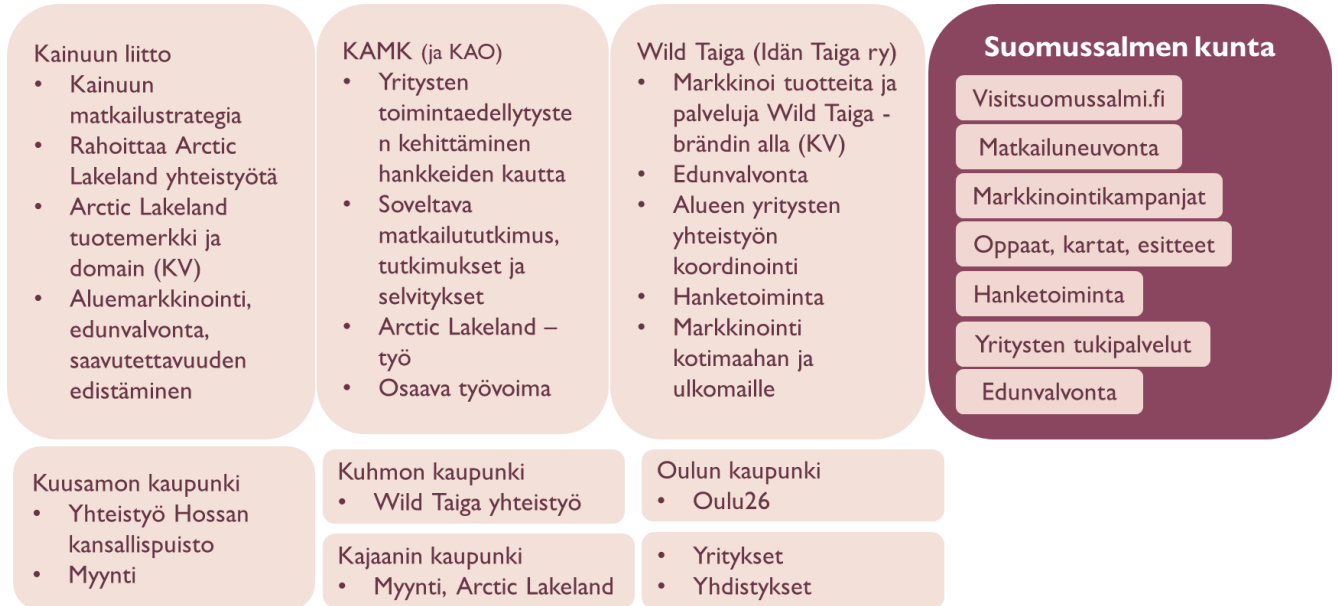 Kainuun liitto
• Kainuun
matkailustrategia
• Rahoittaa Arctic
Lakeland yhteistyötä
• Arctic Lakeland
tuotemerkki ja
domain (KV)
• Aluemarkkinointi,
edunvalvonta,
saavutettavuuden
edistäminen
KAMK (ja KAO)
• Yritysten
toimintaedellytyste
n kehittäminen
hankkeiden kautta
• Soveltava
matkailututkimus,
tutkimukset ja
selvitykset
• Arctic Lakeland –
työ
• Osaava työvoima
Wild Taiga (Idän Taiga ry)
• Markkinoi tuotteita ja
palveluja Wild Taiga -
brändin alla (KV)
• Edunvalvonta
• Alueen yritysten
yhteistyön
koordinointi
• Hanketoiminta
• Markkinointi
kotimaahan ja
ulkomaille
Suomussalmen kunta
Visitsuomussalmi.fi
Matkailuneuvonta
Markkinointikampanjat
Oppaat, kartat, esitteet
Hanketoiminta
Yritysten tukipalvelut
Edunvalvonta
Kuusamon kaupunki
• Yhteistyö Hossan
kansallispuisto
• Myynti
Kuhmon kaupunki
• Wild Taiga yhteistyö
Kajaanin kaupunki
• Myynti, Arctic Lakeland
Oulun kaupunki
• Oulu26
• Yritykset
• Yhdistykset